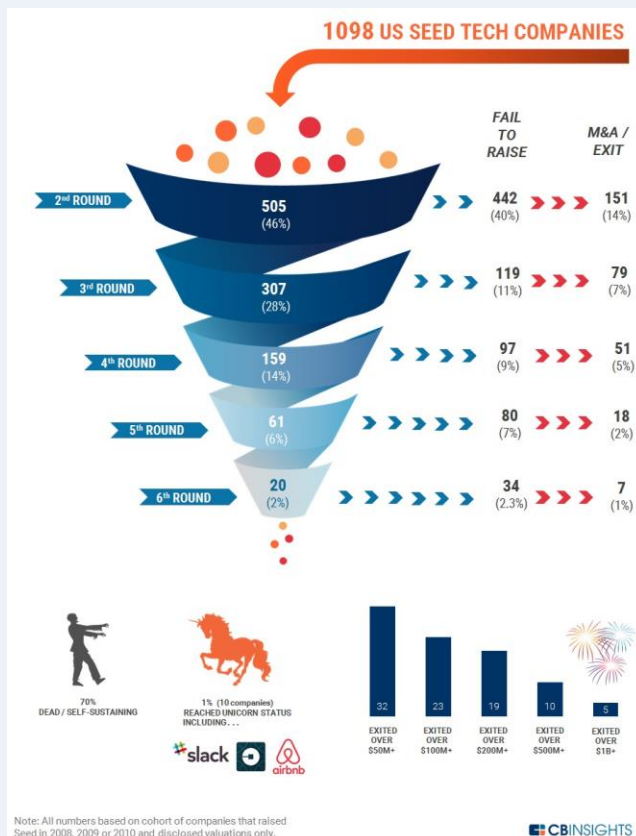 1098 US SEED TECH COMPANIES
FAIL
TO
RAISE
M&A /
EXIT
2nd ROUND
505
(46%)
442
(40%)
151
(14%)
3rd ROUND
307
(28%)
119
(11%)
79
(7%)
4th ROUND
159
(14%)
97
(9%)
51
(5%)
5th ROUND
61
(6%)
80
(7%)
18
(2%)
6th ROUND
20
(2%)
34
(2.3%)
7
(1%)
70%
DEAD / SELF-SUSTAINING
1% (10 companies)
REACHED UNICORN STATUS
INCLUDING. . .
slack
airbnb
32
23
19
10
5
EXITED
OVER
$50M+
EXITED
OVER
$100M+
EXITED
OVER
$200M+
EXITED
OVER
$500M+
EXITED
OVER
$1B+
Note: All numbers based on cohort of companies that raised
Seed in 2008, 2009 or 2010 and disclosed valuations only.
CBINSIGHTS